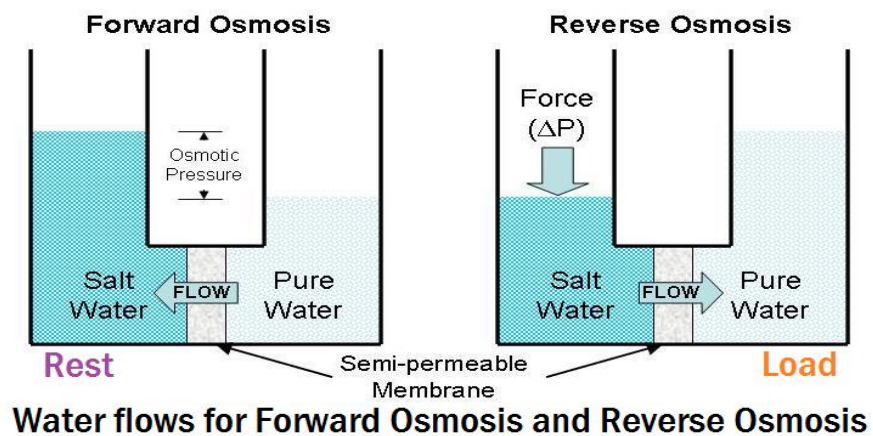 Forward Osmosis
Osmotic
Pressure
Salt
Water
FLOW
Pure
Water
Rest
Reverse Osmosis
Force
(ΔP)
Salt
Water
FLOW
Pure
Water
Load
Semi-permeable
Membrane
Water flows for Forward Osmosis and Reverse Osmosis